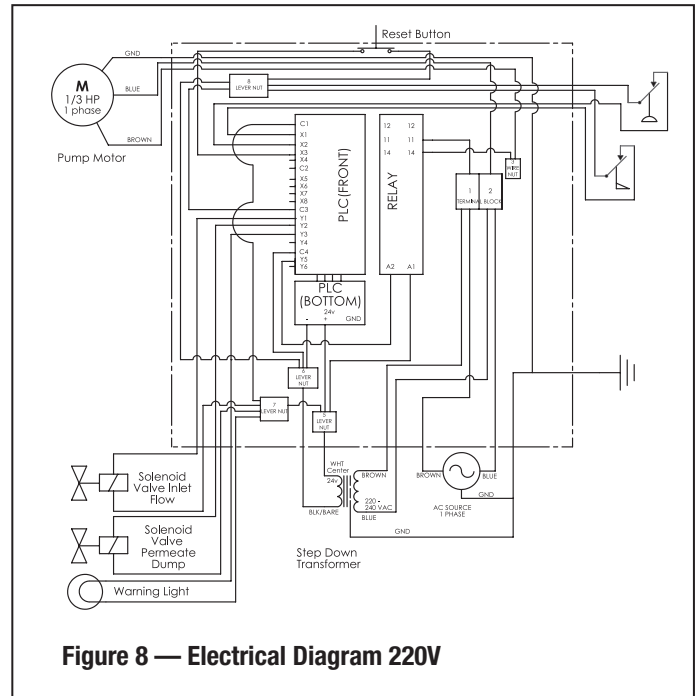 Reset Button
GND
M
1/3 HP
1 phase
BLUE
BROWN
Pump Motor
8
LEVER NUT
C1
X1
X2
X3
X4
C2
X5
X6
X7
X8
C3
Y1
Y2
Y3
Y4
C4
Y5
Y6
PLC(FRONT)
12
11
14
12
11
14
RELAY
A2
A1
3
WIRE
NUT
1
2
TERMINAL BLOCK
PLC
(BOTTOM)
24v
-
+
GND
6
LEVER
NUT
7
LEVER NUT
5
LEVER
NUT
WHT
Center
24v
BROWN
BLK/BARE
220 -
240 VAC
BLUE
GND
Step Down
Transformer
BROWN
BLUE
GND
AC SOURCE
1 PHASE
Solenoid
Valve Inlet
Flow
Solenoid
Valve
Permeate
Dump
Warning Light
Figure 8 — Electrical Diagram 220V